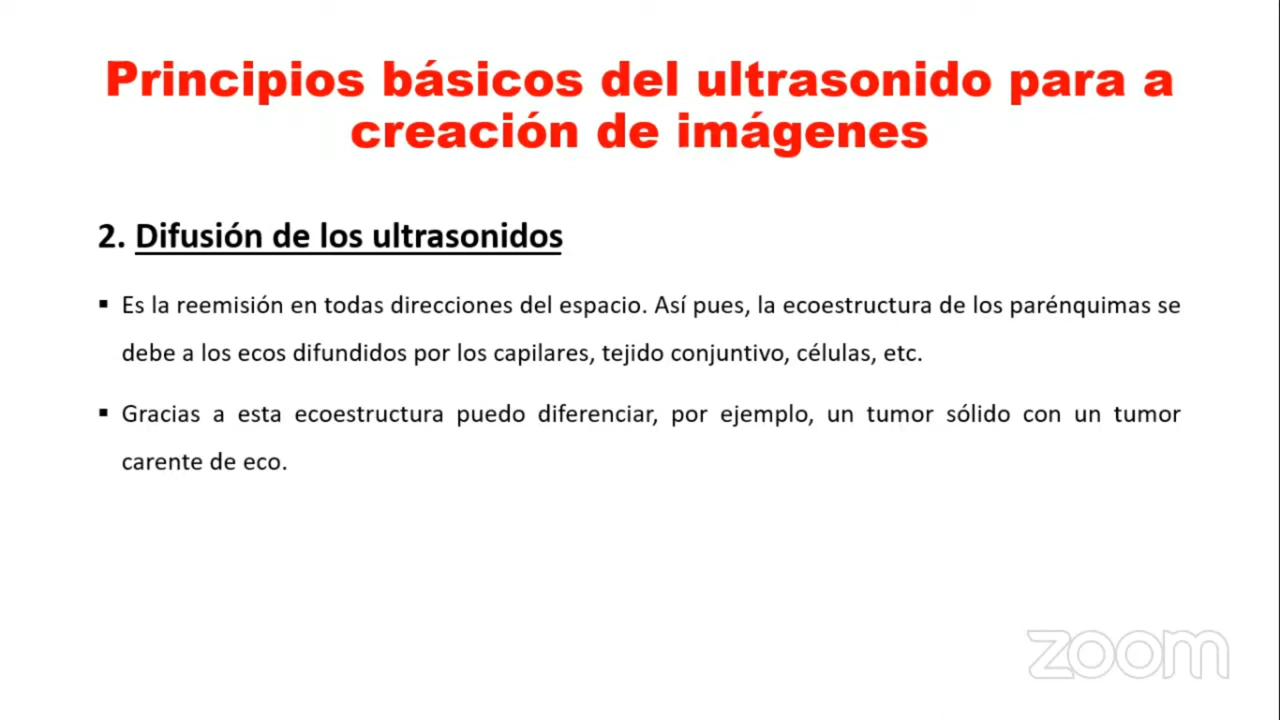 Principios básicos del ultrasonido para a
creación de imágenes
2. Difusión de los ultrasonidos
▪ Es la reemisión en todas direcciones del espacio. Así pues, la ecoestructura de los parénquimas se
debe a los ecos difundidos por los capilares, tejido conjuntivo, células, etc.
▪ Gracias a esta ecoestructura puedo diferenciar, por ejemplo, un tumor sólido con un tumor
carente de eco.
zoom